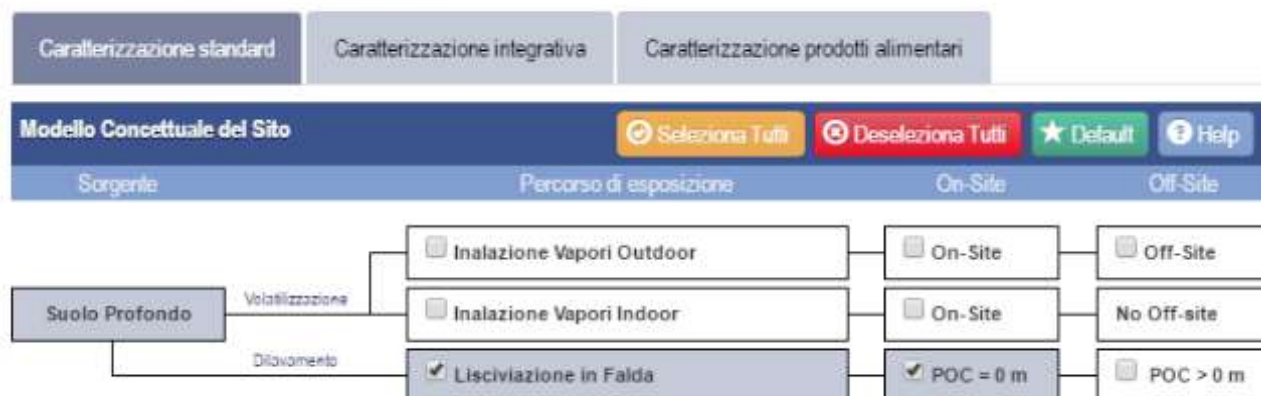 Caratterizzazione standard Caratterizzazione integrativa Caratterizzazione prodotti alimentari
Modello Concettuale del Sito Seleziona Tutti Deseleziona Tutti Default Help
Sorgente Percorso di esposizione On-Site Off-Site
Inalazione Vapori Outdoor On-Site Off-Site
Volatilizzazione
Suolo Profondo Inalazione Vapori Indoor On-Site No Off-site
Dilavamento
Lisciviazione in Falda POC = 0 m POC > 0 m